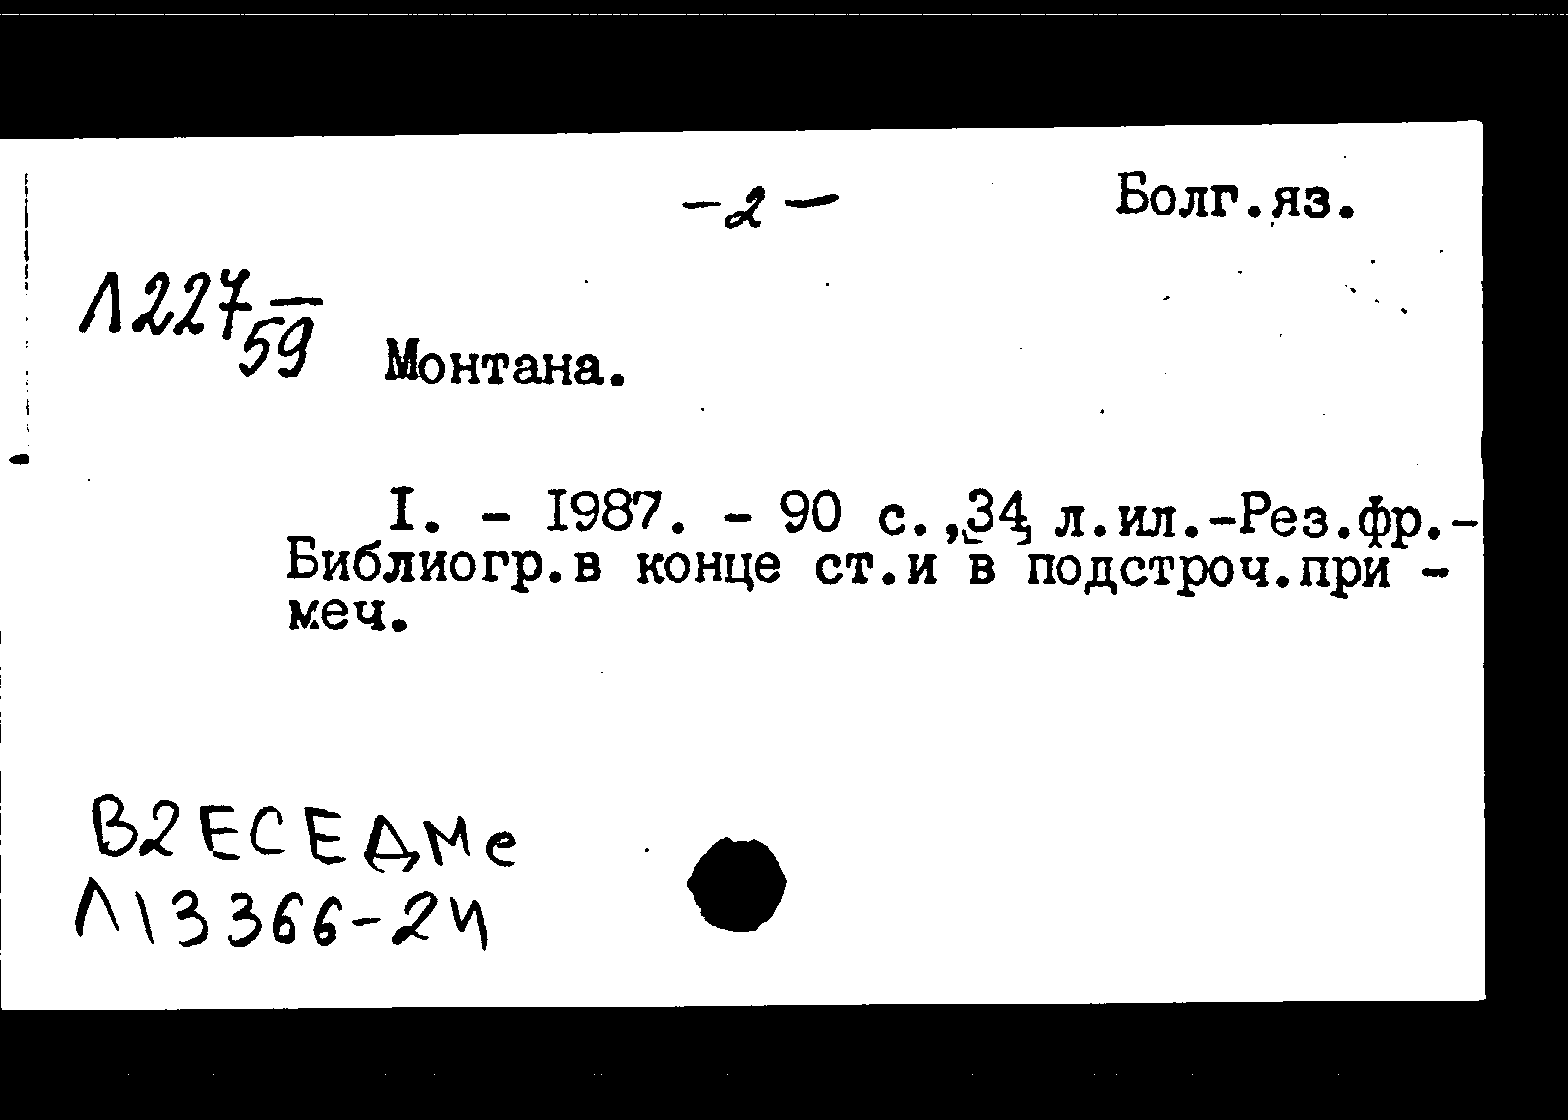 -2-
Болг.яз.
Л227-
59
Монтана.
I. - I987. - 90 с.,34 л.ил.-Рез.фр.-
Библиогр.в конце ст.и в подстроч.при -
меч.
В2ЕСЕДМе
Л13366-24